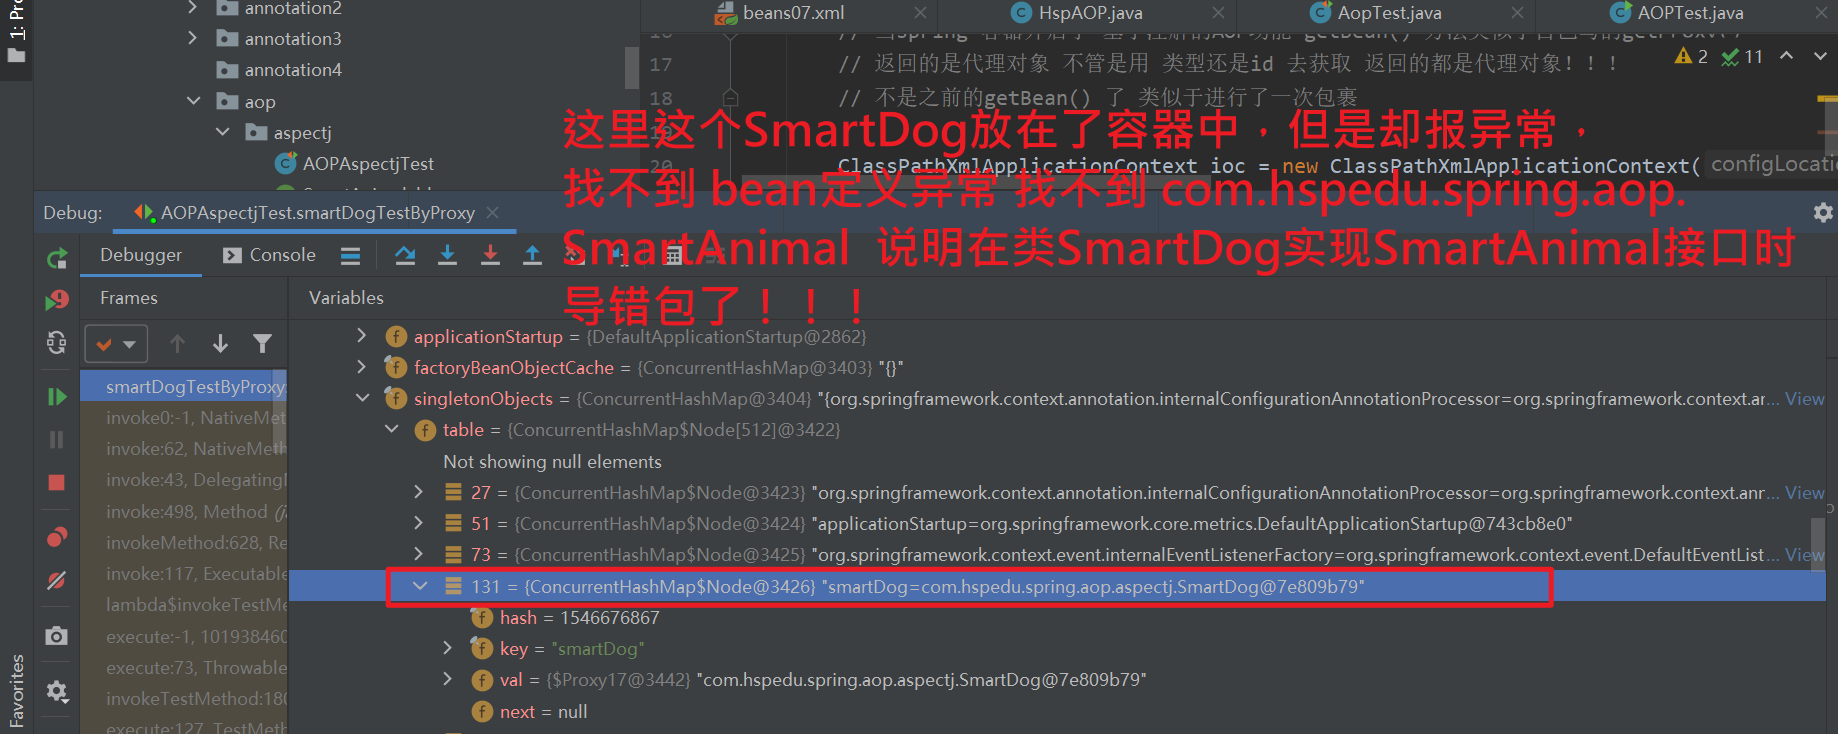 1: Pro
annotation2
annotation3
annotation4
aop
aspectj
AOPAspectjTest
beans07.xml
HspAOP.java
AopTest.java
AOPTest.java
2 11
17 // 返回的是代理对象 不管是用 类型还是id 去获取 返回的都是代理对象!!!
18 // 不是之前的getBean() 了 类似于进行了一次包裹
19
20 ClassPathXmlApplicationContext ioc = new ClassPathXmlApplicationContext( configLocatio
这里这个SmartDog放在了容器中，但是却报异常，
找不到 bean定义异常 找不到 com.hspedu.spring.aop.
SmartAnimal 说明在类SmartDog实现SmartAnimal接口时
导错包了！！！
Debug: AOPAspectjTest.smartDogTestByProxy
Debugger Console
Frames
Variables
smartDogTestByProxy
invoke0:-1, NativeMet
invoke:62, NativeMeth
invoke:43, DelegatingI
invoke:498, Method (j
invokeMethod:628, Re
invoke:117, Executable
lambda$invokeTestMe
execute:-1, 101938460
execute:73, Throwable
invokeTestMethod:180
execute:127, TestMeth
applicationStartup = {DefaultApplicationStartup@2862}
factoryBeanObjectCache = {ConcurrentHashMap@3403} "{}"
singletonObjects = {ConcurrentHashMap@3404} "{org.springframework.context.annotation.internalConfigurationAnnotationProcessor=org.springframework.context.ar... View
table = {ConcurrentHashMap$Node[512]@3422}
Not showing null elements
27 = {ConcurrentHashMap$Node@3423} "org.springframework.context.annotation.internalConfigurationAnnotationProcessor=org.springframework.context.anr... View
51 = {ConcurrentHashMap$Node@3424} "applicationStartup=org.springframework.core.metrics.DefaultApplicationStartup@743cb8e0"
73 = {ConcurrentHashMap$Node@3425} "org.springframework.context.event.internalEventListenerFactory=org.springframework.context.event.DefaultEventList... View
131 = {ConcurrentHashMap$Node@3426} "smartDog=com.hspedu.spring.aop.aspectj.SmartDog@7e809b79"
hash = 1546676867
key = "smartDog"
val = {$Proxy17@3442} "com.hspedu.spring.aop.aspectj.SmartDog@7e809b79"
next = null
Favorites